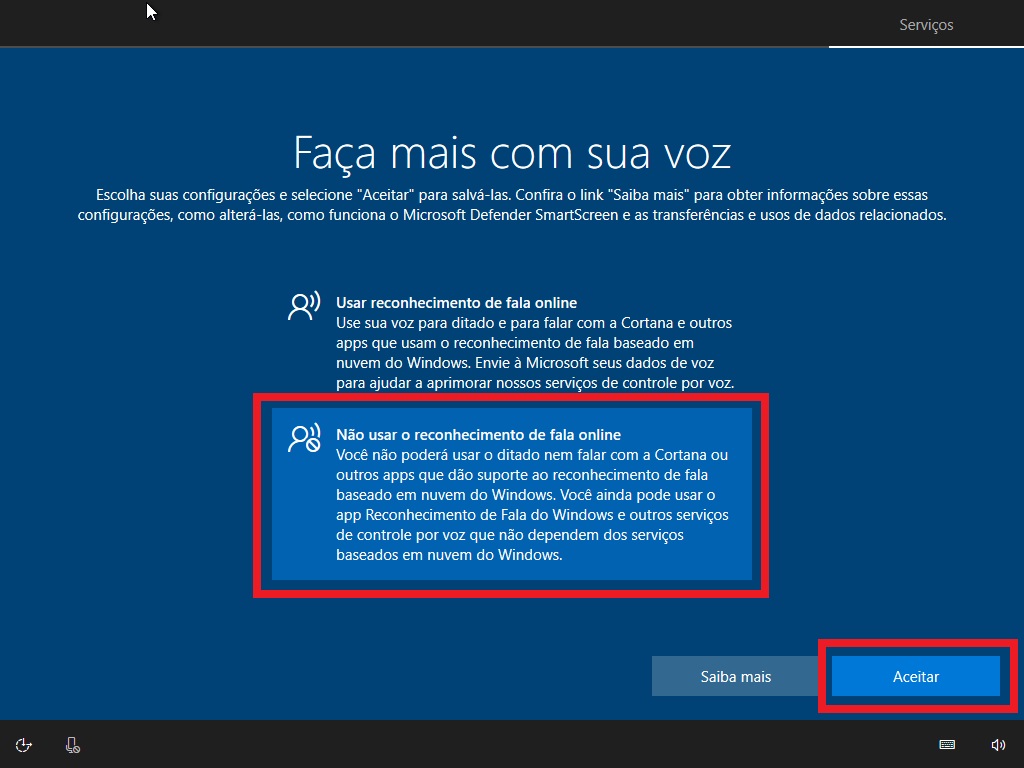 Serviços
Faça mais com sua voz
Escolha suas configurações e selecione "Aceitar" para salvá-las. Confira o link "Saiba mais" para obter informações sobre essas
configurações, como alterá-las, como funciona o Microsoft Defender SmartScreen e as transferências e usos de dados relacionados.
Usar reconhecimento de fala online
Use sua voz para ditado e para falar com a Cortana e outros
apps que usam o reconhecimento de fala baseado em
nuvem do Windows. Envie à Microsoft seus dados de voz
para ajudar a aprimorar nossos serviços de controle por voz.
Não usar o reconhecimento de fala online
Você não poderá usar o ditado nem falar com a Cortana ou
outros apps que dão suporte ao reconhecimento de fala
baseado em nuvem do Windows. Você ainda pode usar o
app Reconhecimento de Fala do Windows e outros serviços
de controle por voz que não dependem dos serviços
baseados em nuvem do Windows.
Saiba mais
Aceitar